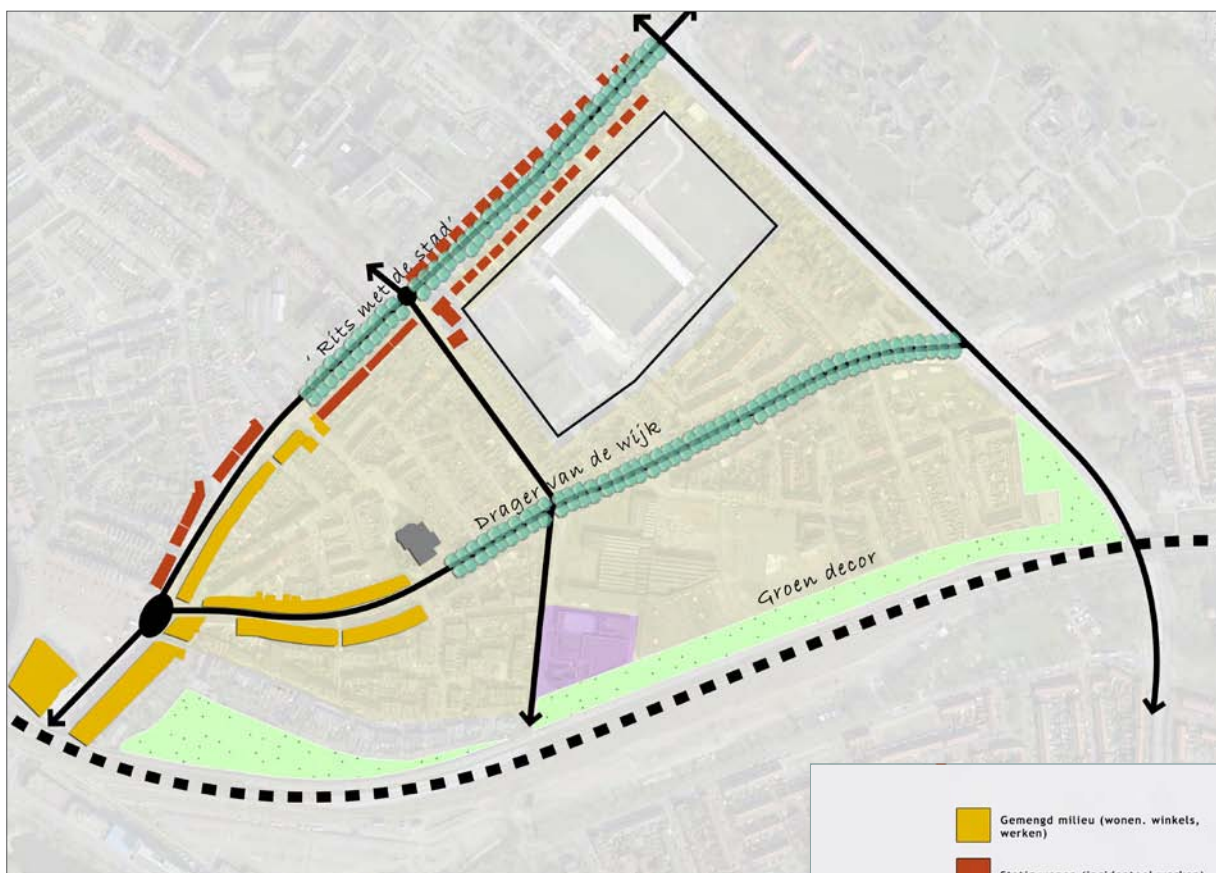 ' Rits met de stad'
Drager van de wijk
Groen decor
Gemengd milieu (wonen. winkels,
werken)